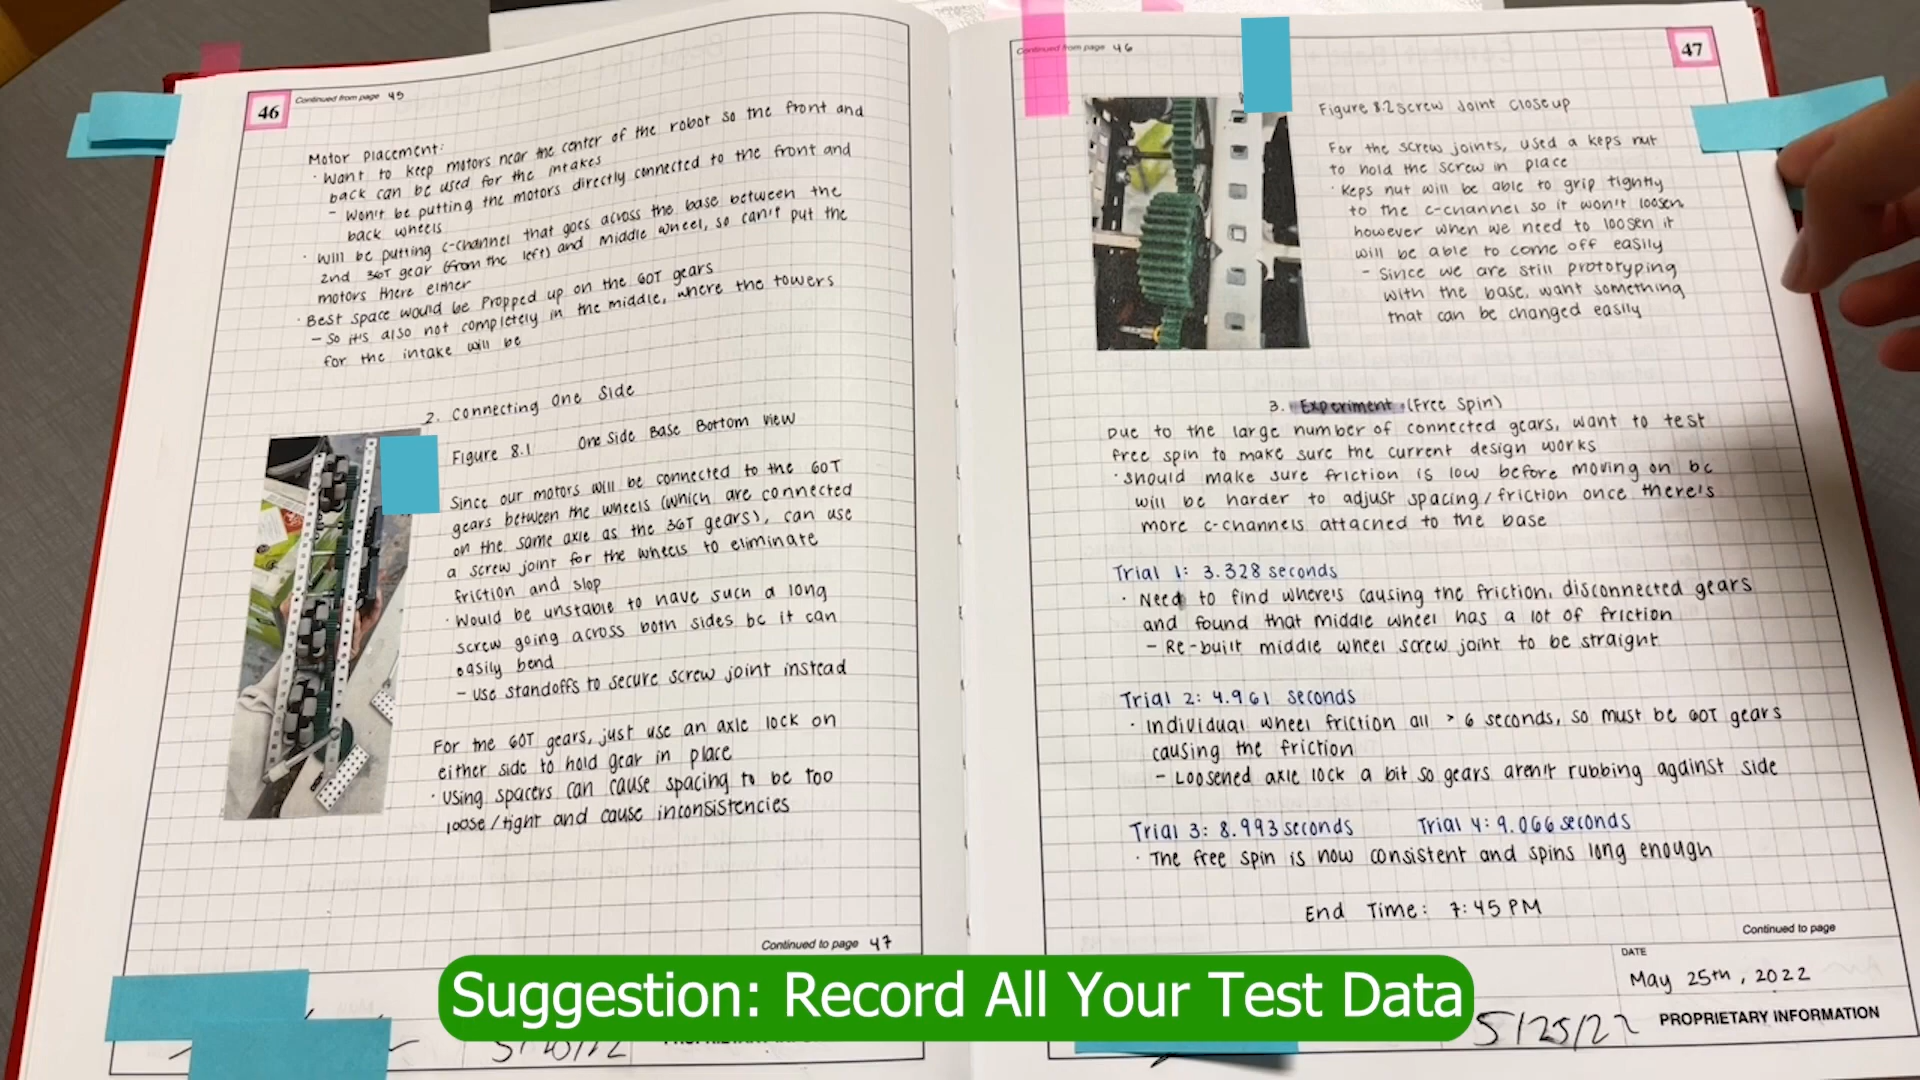 46
Continued from page 45
Motor Placement:
· Want to keep motors near the center of the robot so the front and
back can be used for the intakes
- Won't be putting the motors directly connected to the front and
back wheels
· Will be putting c-channel that goes across the base between the
2nd 36T gear (from the left) and middle wheel, so can't put the
motors there either
· Best space would be propped up on the 60T gears
- So it's also not completely in the middle, where the towers
for the intake will be
2. Connecting One Side
Figure 8.1 One Side Base Bottom View
Since our motors will be connected to the 60T
gears between the wheels (which are connected
on the same axle as the 36T gears), can use
a screw joint for the wheels to eliminate
friction and slop
· Would be unstable to have such a long
screw going across both sides bc it can
easily bend
- Use standoffs to secure screw joint instead
For the 60T gears, just use an axle lock on
either side to hold gear in place
· Using spacers can cause spacing to be too
loose/tight and cause inconsistencies
Continued to page 47
Continued from page 46
47
Figure 8.2 Screw Joint Closeup
For the screw joints, used a keps nut
to hold the screw in place
· Keps nut will be able to grip tightly
to the c-channel so it won't loosen,
however when we need to loosen it
will be able to come off easily
- Since we are still prototyping
with the base, want something
that can be changed easily
3. Experiment (Free Spin)
Due to the large number of connected gears, want to test
free spin to make sure the current design works
· Should make sure friction is low before moving on bc
will be harder to adjust spacing/friction once there's
more c-channels attached to the base
Trial 1: 3.328 seconds
· Need to find where's causing the friction, disconnected gears
and found that middle wheel has a lot of friction
- Re-built middle wheel screw joint to be straight
Trial 2: 4.961 seconds
· Individual wheel friction all > 6 seconds, so must be 60T gears
causing the friction
- Loosened axle lock a bit so gears aren't rubbing against side
Trial 3: 8.993 seconds Trial 4: 9.066 seconds
· The free spin is now consistent and spins long enough
End Time: 7:45 PM
Continued to page
DATE
May 25th, 2022
5/25/22
PROPRIETARY INFORMATION
Suggestion: Record All Your Test Data